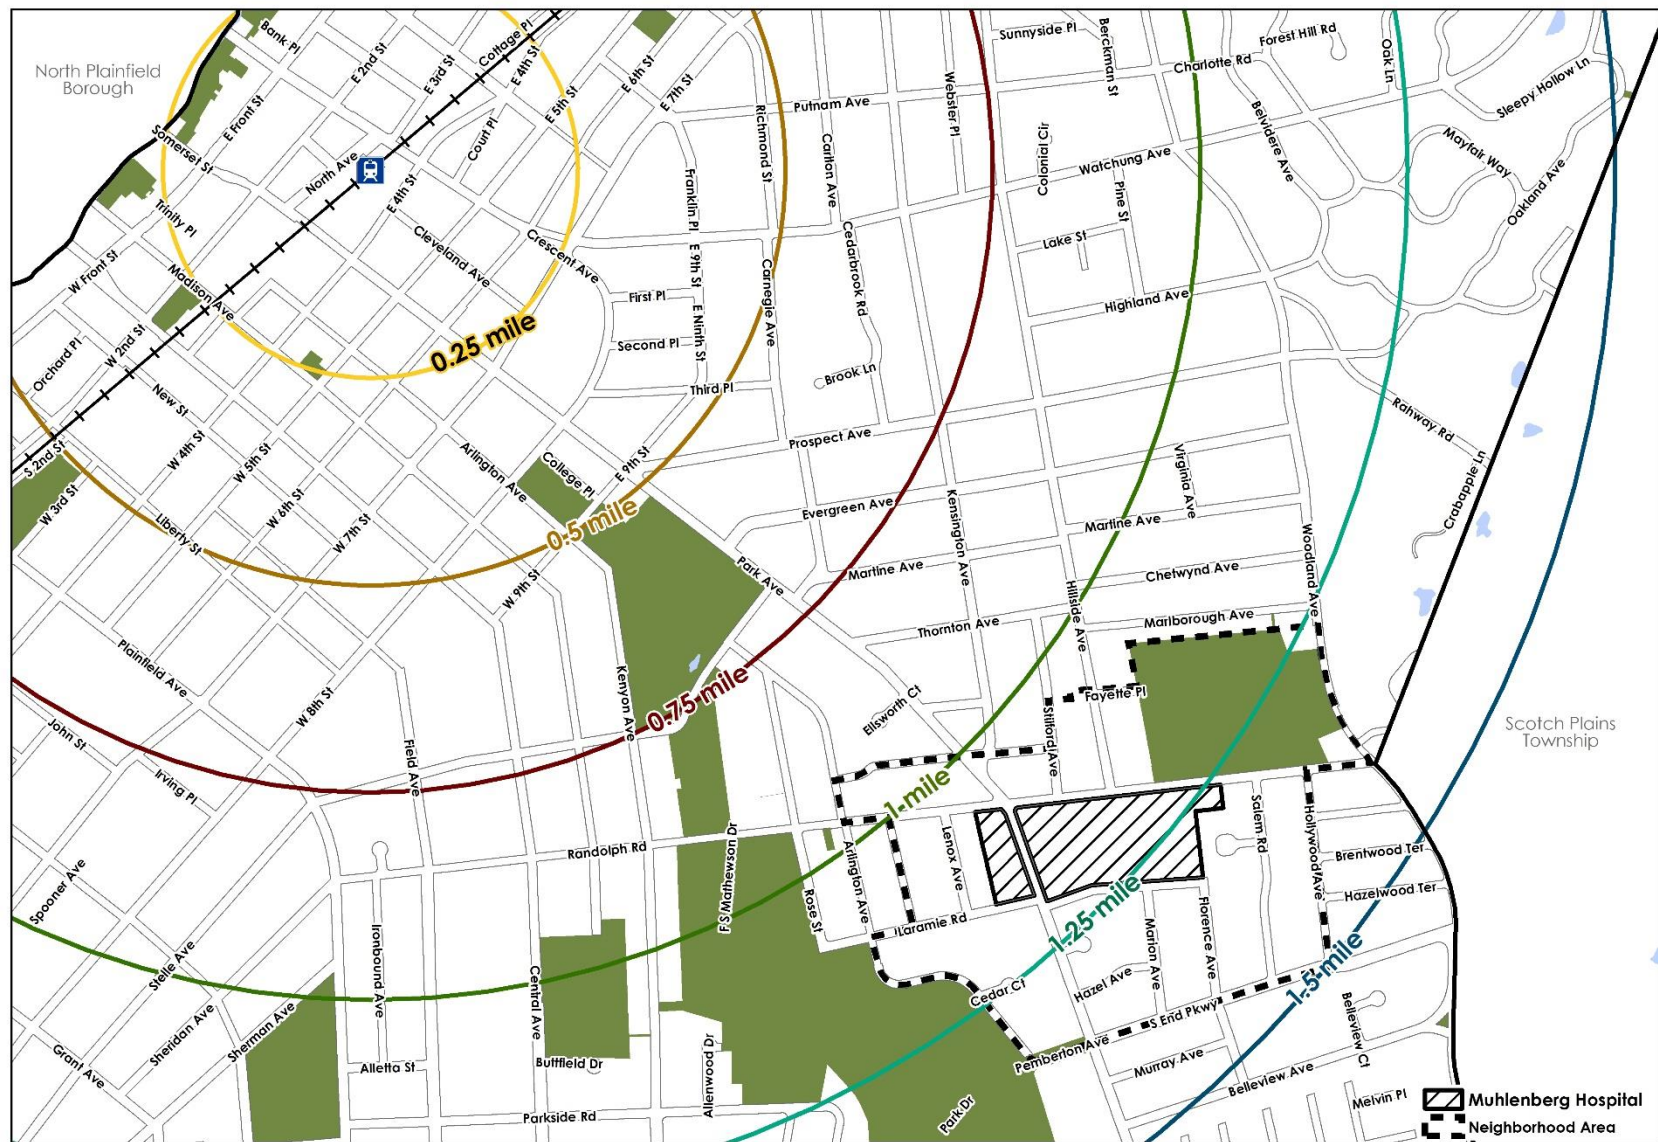 North Plainfield
Borough
Bank Pl
E 2nd St
E 3rd St
Cottage Pl
E 4th St
E 5th St
E 6th St
E 7th St
E Front St
Somerset St
North Ave
Court Pl
E 4th St
Trinity Pl
W Front St
Madison Ave
Cleveland Ave
Crescent Ave
Franklin Pl
E 9th St
E Ninth St
First Pl
Second Pl
Third Pl
Richmond St
Carnegie Ave
Putnam Ave
Carlton Ave
Cedarbrook Rd
Brook Ln
Prospect Ave
Webster Pl
Sunnyside Pl
Berckman St
Charlotte Rd
Forest Hill Rd
Oak Ln
Sleepy Hollow Ln
Mayfair Way
Oakland Ave
Belvidere Ave
Watchung Ave
Colonial Cir
Pine St
Lake St
Highland Ave
Rahway Rd
Crabapple Ln
Orchard Pl
W 2nd St
New St
S 2nd St
W 3rd St
W 4th St
W 5th St
W 6th St
W 7th St
Liberty St
Arlington Ave
College Pl
E 9th St
W 9th St
0.25 mile
0.5 mile
Evergreen Ave
Martine Ave
Kensington Ave
Virginia Ave
Martine Ave
Chetwynd Ave
Marlborough Ave
Woodland Ave
Hillside Ave
Thornton Ave
Park Ave
Plainfield Ave
W 8th St
John St
Irving Pl
Field Ave
Kenyon Ave
0.75 mile
Ellsworth Ct
Fayette Pl
Stilford Ave
Scotch Plains
Township
1-mile
Randolph Rd
F S Mathewson Dr
Rose St
Arlington Ave
Lenox Ave
Laramie Rd
Salem Rd
Hollywood Ave
Brentwood Ter
Hazelwood Ter
Spooner Ave
Stelle Ave
Ironbound Ave
Central Ave
Sheridan Ave
Sherman Ave
Grant Ave
Alletta St
Buttfield Dr
Allenwood Dr
Parkside Rd
Park Dr
Cedar Ct
1.25-mile
Hazel Ave
Marion Ave
Florence Ave
S End Pkwy
1.5-mile
Pemberton Ave
Murray Ave
Belleview Ave
Belleview Ct
Melvin Pl
Muhlenberg Hospital
Neighborhood Area